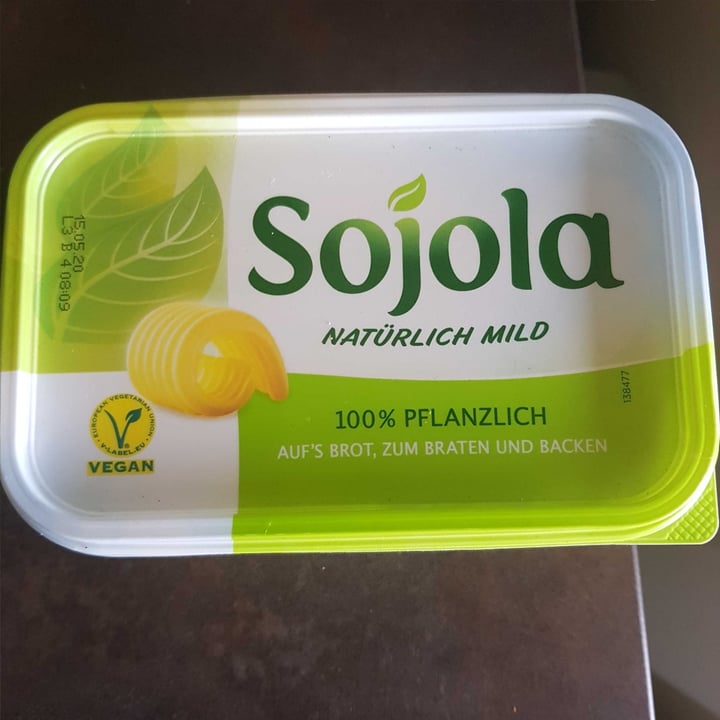 Sojola
NATÜRLICH MILD
100% PFLANZLICH
AUF'S BROT, ZUM BRATEN UND BACKEN
15.05.20
L3 B 4 08:09
EUROPEAN VEGETARIAN UNION
V-LABEL.EU
VEGAN
138477